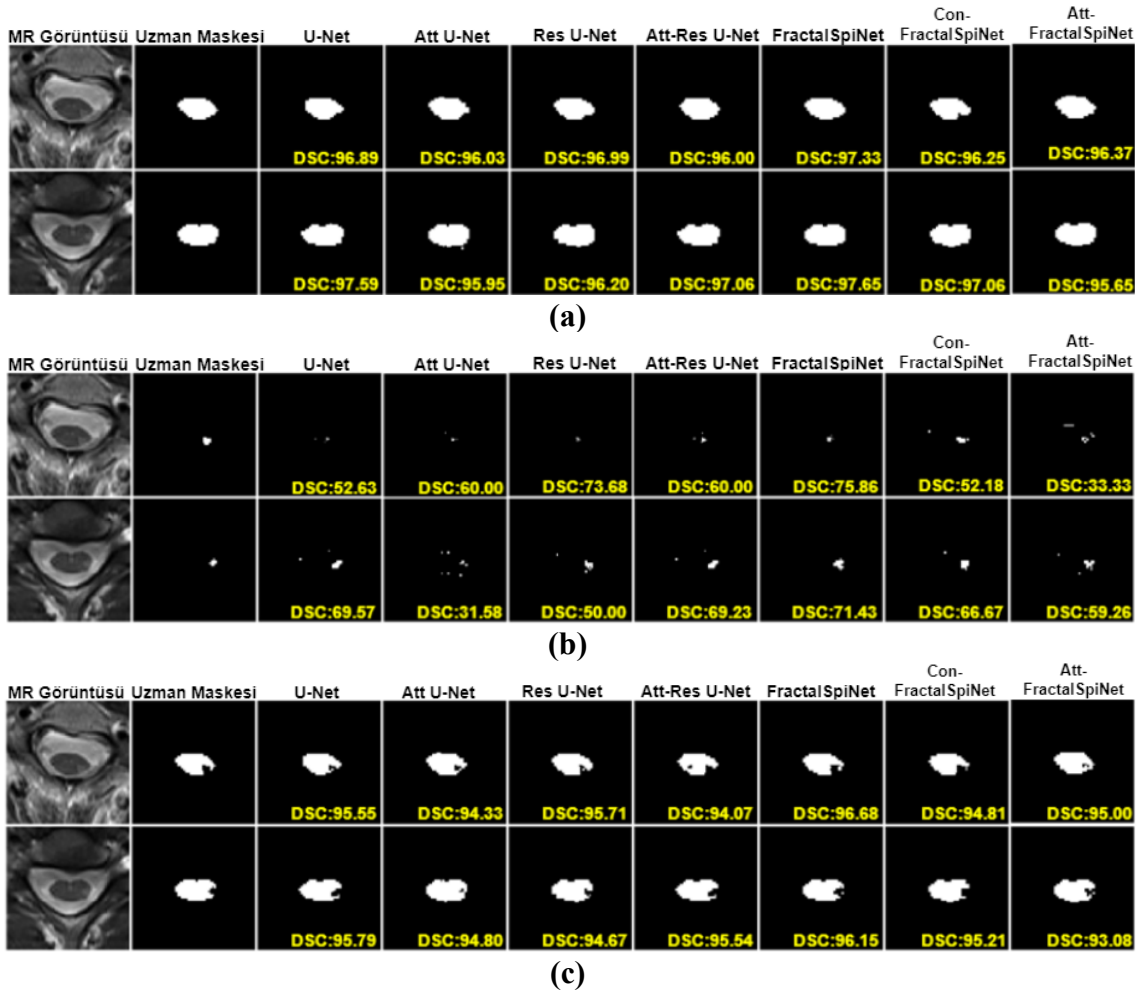 MR Görüntüsü Uzman Maskesi U-Net Att U-Net Res U-Net Att-Res U-Net FractalSpiNet Con-FractalSpiNet Att-FractalSpiNet
DSC:96.89 DSC:96.03 DSC:96.99 DSC:96.00 DSC:97.33 DSC:96.25 DSC:96.37
DSC:97.59 DSC:95.95 DSC:96.20 DSC:97.06 DSC:97.65 DSC:97.06 DSC:95.65
(a)
MR Görüntüsü Uzman Maskesi U-Net Att U-Net Res U-Net Att-Res U-Net FractalSpiNet Con-FractalSpiNet Att-FractalSpiNet
DSC:52.63 DSC:60.00 DSC:73.68 DSC:60.00 DSC:75.86 DSC:52.18 DSC:33.33
DSC:69.57 DSC:31.58 DSC:50.00 DSC:69.23 DSC:71.43 DSC:66.67 DSC:59.26
(b)
MR Görüntüsü Uzman Maskesi U-Net Att U-Net Res U-Net Att-Res U-Net FractalSpiNet Con-FractalSpiNet Att-FractalSpiNet
DSC:95.55 DSC:94.33 DSC:95.71 DSC:94.07 DSC:96.68 DSC:94.81 DSC:95.00
DSC:95.79 DSC:94.80 DSC:94.67 DSC:95.54 DSC:96.15 DSC:95.21 DSC:93.08
(c)